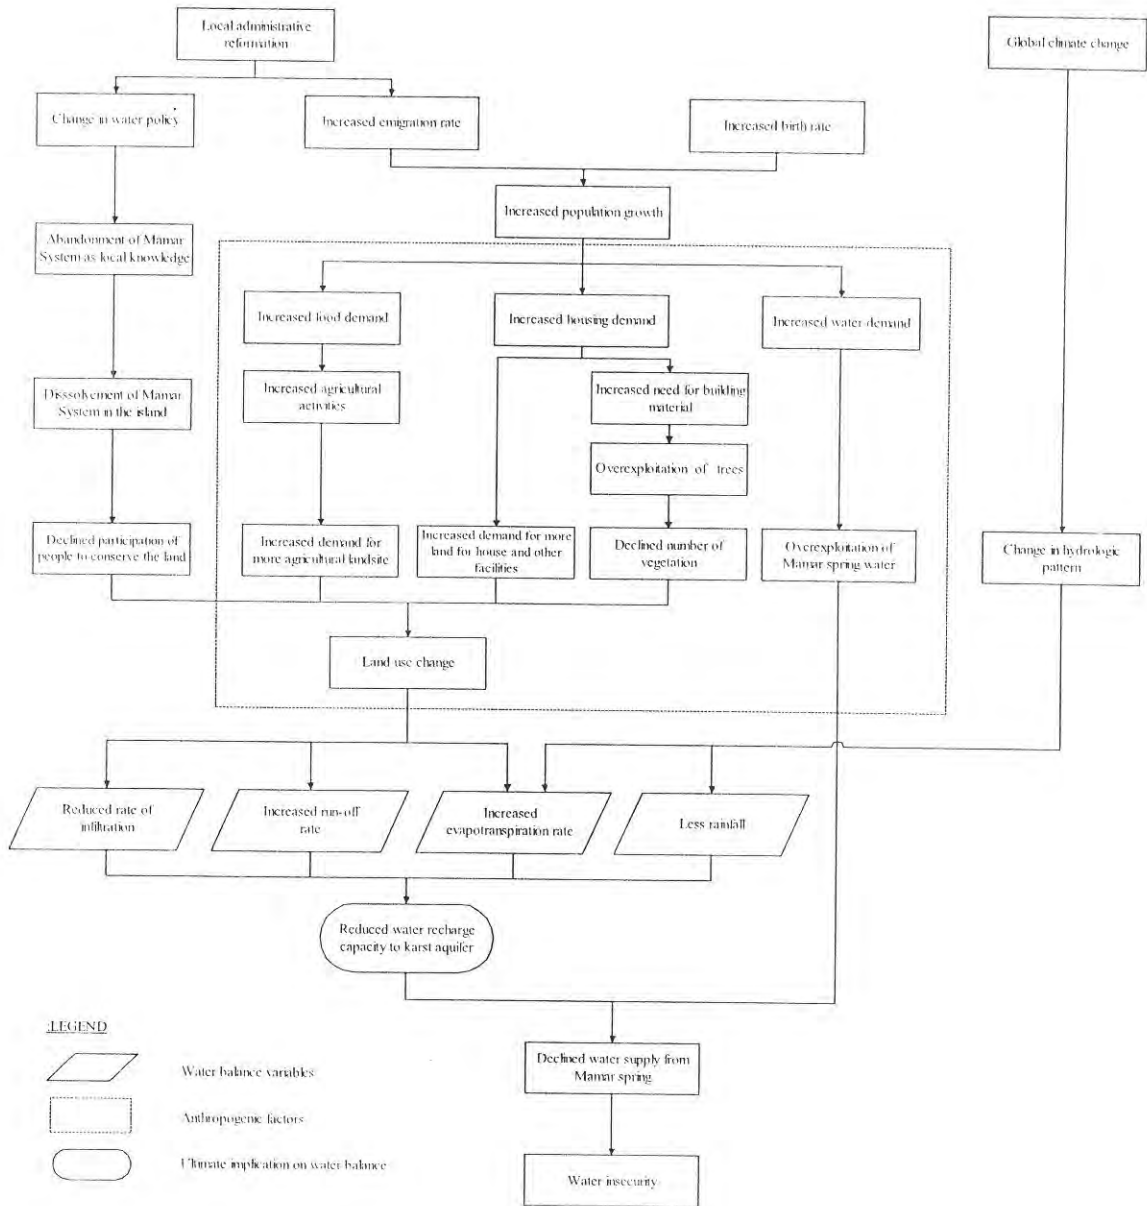 Local administrative
reformation
Global climate change
Change in water policy
Increased emigration rate
Increased birth rate
Increased population growth
Abandonment of Mamar
System as local knowledge
Increased food demand
Increased housing demand
Increased water demand
Disssolvement of Mamar
System in the island
Increased agricultural
activities
Increased need for building
material
Overexploitation of trees
Declined participation of
people to conserve the land
Increased demand for
more agricultural landsite
Increased demand for more
land for house and other
facilities
Declined number of
vegetation
Overexploitation of
Mamar spring water
Change in hydrologic
pattern
Land use change
Reduced rate of
infiltration
Increased run-off
rate
Increased
evapotranspiration rate
Less rainfall
Reduced water recharge
capacity to karst aquifer
:LEGEND
Water balance variables
Anthropogenic factors
Ultimate implication on water balance
Declined water supply from
Mamar spring
Water insecurity